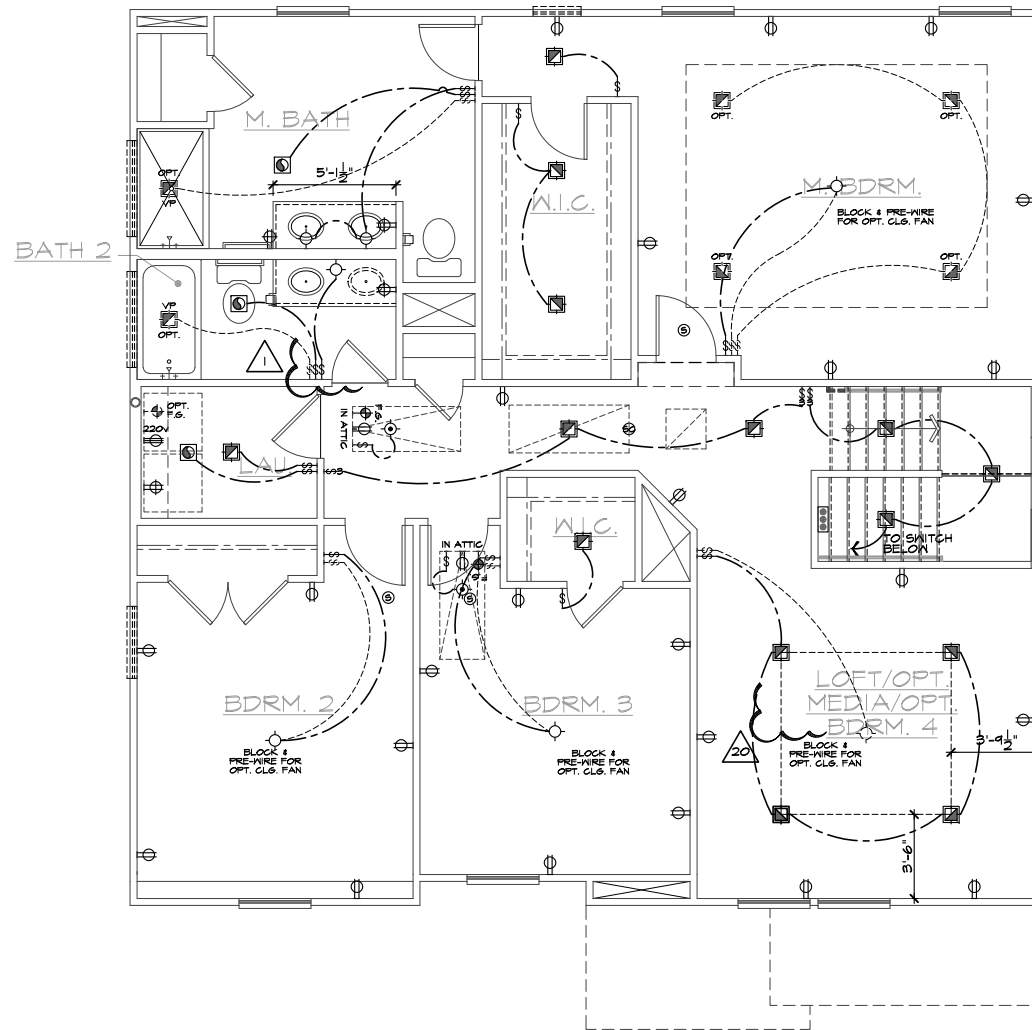 M. BATH
OPT.
VP
5'-1½"
W.I.C.
OPT.
OPT.
M. BDRM.
BLOCK & PRE-WIRE
FOR OPT. CLG. FAN
OPT.
OPT.
BATH 2
VP
OPT.
1
S
OPT.
F.G.
220V
LAU.
IN ATTIC
F.G.
W.I.C.
TO SWITCH
BELOW
IN ATTIC
S
S
BDRM. 2
BLOCK &
PRE-WIRE FOR
OPT. CLG. FAN
BDRM. 3
BLOCK &
PRE-WIRE FOR
OPT. CLG. FAN
LOFT/OPT.
MEDIA/OPT.
BDRM. 4
20
BLOCK &
PRE-WIRE FOR
OPT. CLG. FAN
3'-9½"
3'-6"